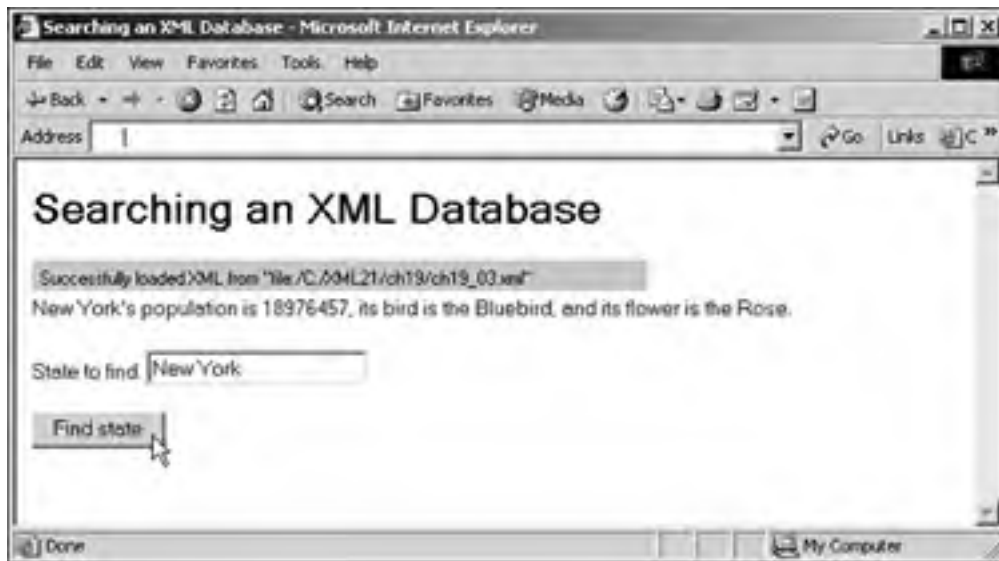 Searching an XML Database - Microsoft Internet Explorer
File Edit View Favorites Tools Help
Back Search Favorites Media
Address Go Links C »
Searching an XML Database
Successfully loaded XML from "file:/C:/XML21/ch19/ch19_03.xml"
New York's population is 18976457, its bird is the Bluebird, and its flower is the Rose.
State to find New York
Find state
Done My Computer